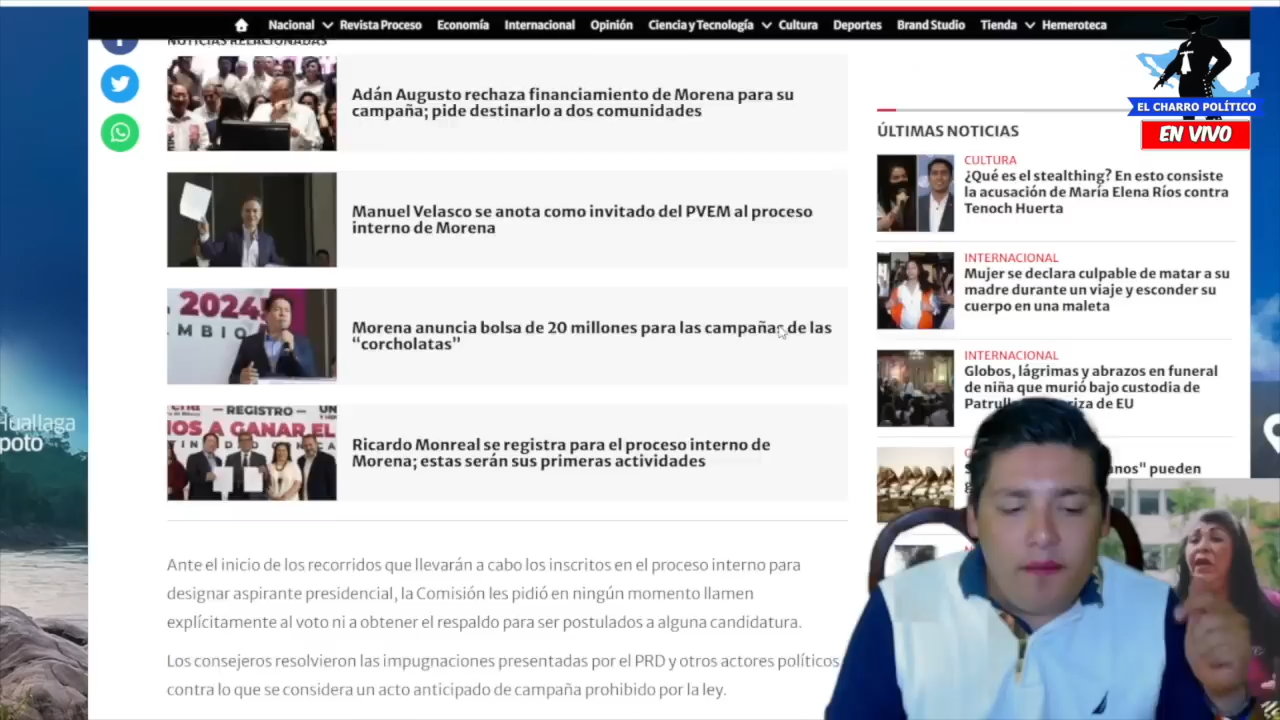 Nacional Revista Proceso Economía Internacional Opinión Ciencia y Tecnología Cultura Deportes Brand Studio Tienda Hemeroteca
NOTICIAS RELACIONADAS
Adán Augusto rechaza financiamiento de Morena para su
campaña; pide destinarlo a dos comunidades
Manuel Velasco se anota como invitado del PVEM al proceso
interno de Morena
2024
Morena anuncia bolsa de 20 millones para las campañas de las
“corcholatas”
REGISTRO
A GANAR EL
Ricardo Monreal se registra para el proceso interno de
Morena; estas serán sus primeras actividades
Ante el inicio de los recorridos que llevarán a cabo los inscritos en el proceso interno para
designar aspirante presidencial, la Comisión les pidió en ningún momento llamen
explícitamente al voto ni a obtener el respaldo para ser postulados a alguna candidatura.
Los consejeros resolvieron las impugnaciones presentadas por el PRD y otros actores políticos
contra lo que se considera un acto anticipado de campaña prohibido por la ley.
EL CHARRO POLÍTICO
EN VIVO
ÚLTIMAS NOTICIAS
CULTURA
¿Qué es el stealthing? En esto consiste
la acusación de María Elena Ríos contra
Tenoch Huerta
INTERNACIONAL
Mujer se declara culpable de matar a su
madre durante un viaje y esconder su
cuerpo en una maleta
INTERNACIONAL
Globos, lágrimas y abrazos en funeral
de niña que murió bajo custodia de
de EU
pueden
Huallaga